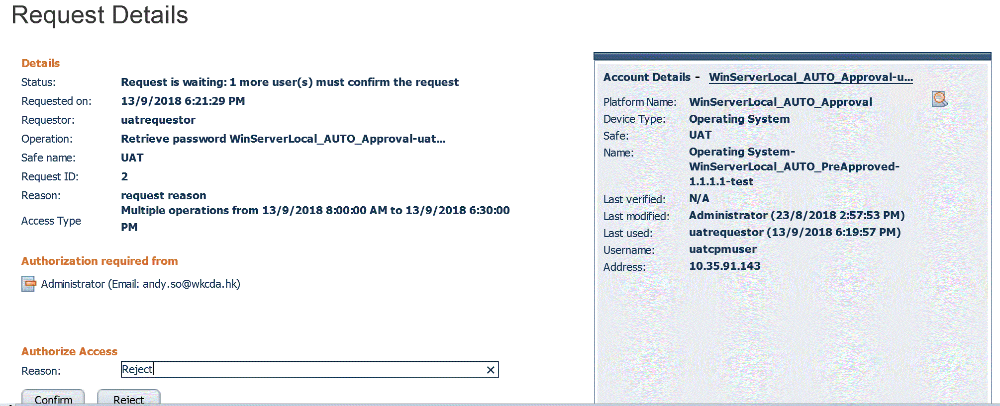 Request Details
Details
Status: Request is waiting: 1 more user(s) must confirm the request
Requested on: 13/9/2018 6:21:29 PM
Requestor: uatrequestor
Operation: Retrieve password WinServerLocal_AUTO_Approval-uat...
Safe name: UAT
Request ID: 2
Reason: request reason
Access Type Multiple operations from 13/9/2018 8:00:00 AM to 13/9/2018 6:30:00
PM
Authorization required from
Administrator (Email: andy.so@wkcda.hk)
Authorize Access
Reason: Reject
Confirm Reject
Account Details - WinServerLocal_AUTO_Approval-u...
Platform Name: WinServerLocal_AUTO_Approval
Device Type: Operating System
Safe: UAT
Name: Operating System-
WinServerLocal_AUTO_PreApproved-
1.1.1.1-test
Last verified: N/A
Last modified: Administrator (23/8/2018 2:57:53 PM)
Last used: uatrequestor (13/9/2018 6:19:57 PM)
Username: uatcpmuser
Address: 10.35.91.143